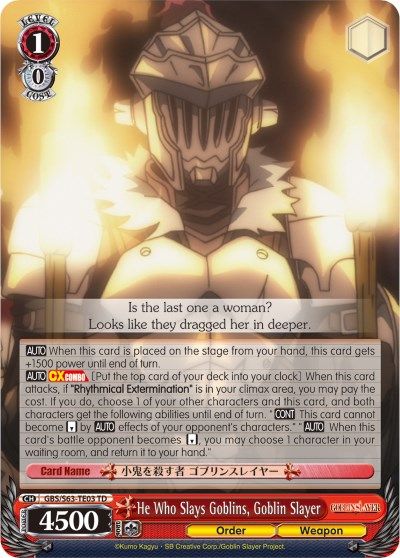 LEVEL
1
0
COST
Is the last one a woman?
Looks like they dragged her in deeper.
AUTO When this card is placed on the stage from your hand, this card gets
+1500 power until end of turn.
AUTO CX COMBO [Put the top card of your deck into your clock] When this card
attacks, if "Rhythmical Extermination" is in your climax area, you may pay the
cost. If you do, choose 1 of your other characters and this card, and both
characters get the following abilities until end of turn. "CONT This card cannot
become by AUTO effects of your opponent's characters." "AUTO When this
card's battle opponent becomes, you may choose 1 character in your
waiting room, and return it to your hand."
Card Name 小鬼を殺す者 ゴブリンスレイヤー
CH GBS/S63-TE03 TD
He Who Slays Goblins, Goblin Slayer
GOBLIN SLAYER
POWER
4500
SOUL
Order Weapon
©Kumo Kagyu・SB Creative Corp./Goblin Slayer Project.